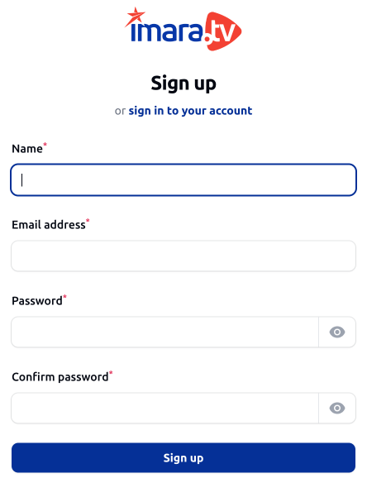 imara.tv
Sign up
or sign in to your account
Name*
Email address*
Password*
Confirm password*
Sign up